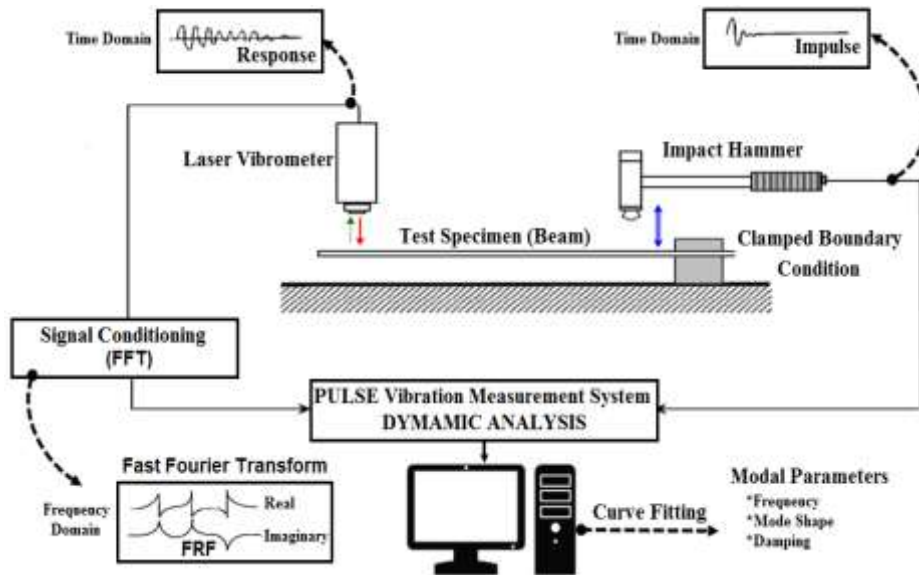 Time Domain
Response
Time Domain
Impulse
Laser Vibrometer
Impact Hammer
Test Specimen (Beam)
Clamped Boundary
Condition
Signal Conditioning
(FFT)
PULSE Vibration Measurement System
DYMAMIC ANALYSIS
Fast Fourier Transform
Frequency
Domain
Real
Imaginary
FRF
Curve Fitting
Modal Parameters
*Frequency
*Mode Shape
*Damping